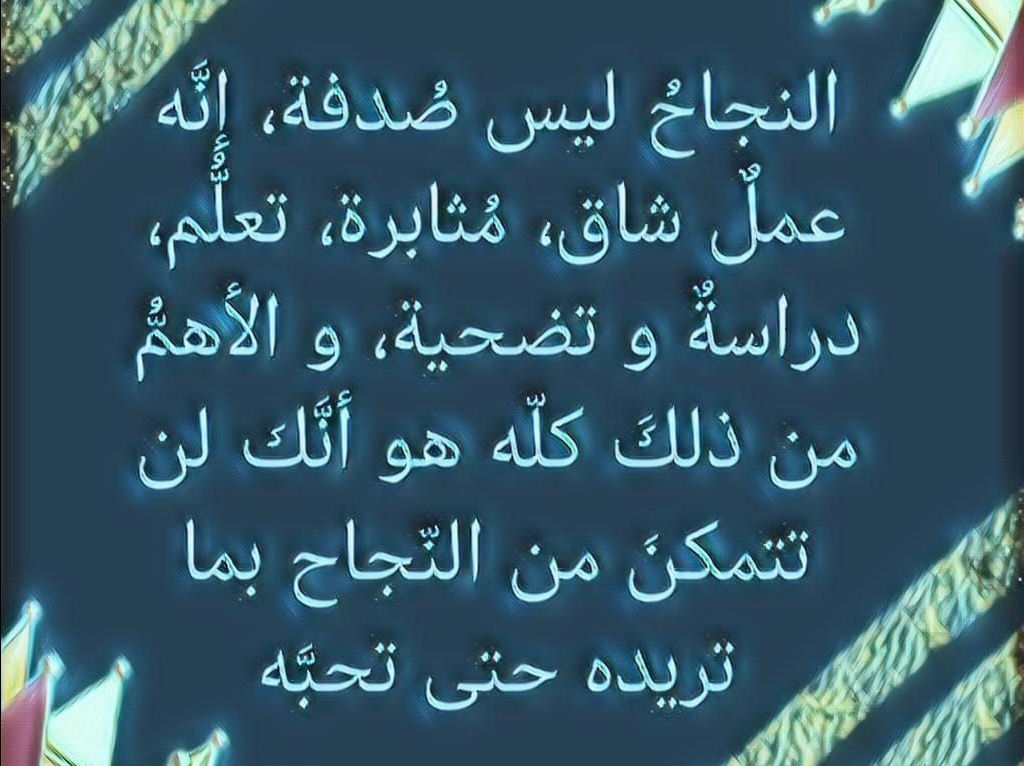 النجاحُ ليس صُدفة، إنَّه
عملٌ شاق، مُثابرة، تعلُّم،
دراسةٌ و تضحية، و الأهمُّ
من ذلكَ كلّه هو أنَّكَ لن
تتمكنَ من النّجاح بما
تريده حتى تحبَّه